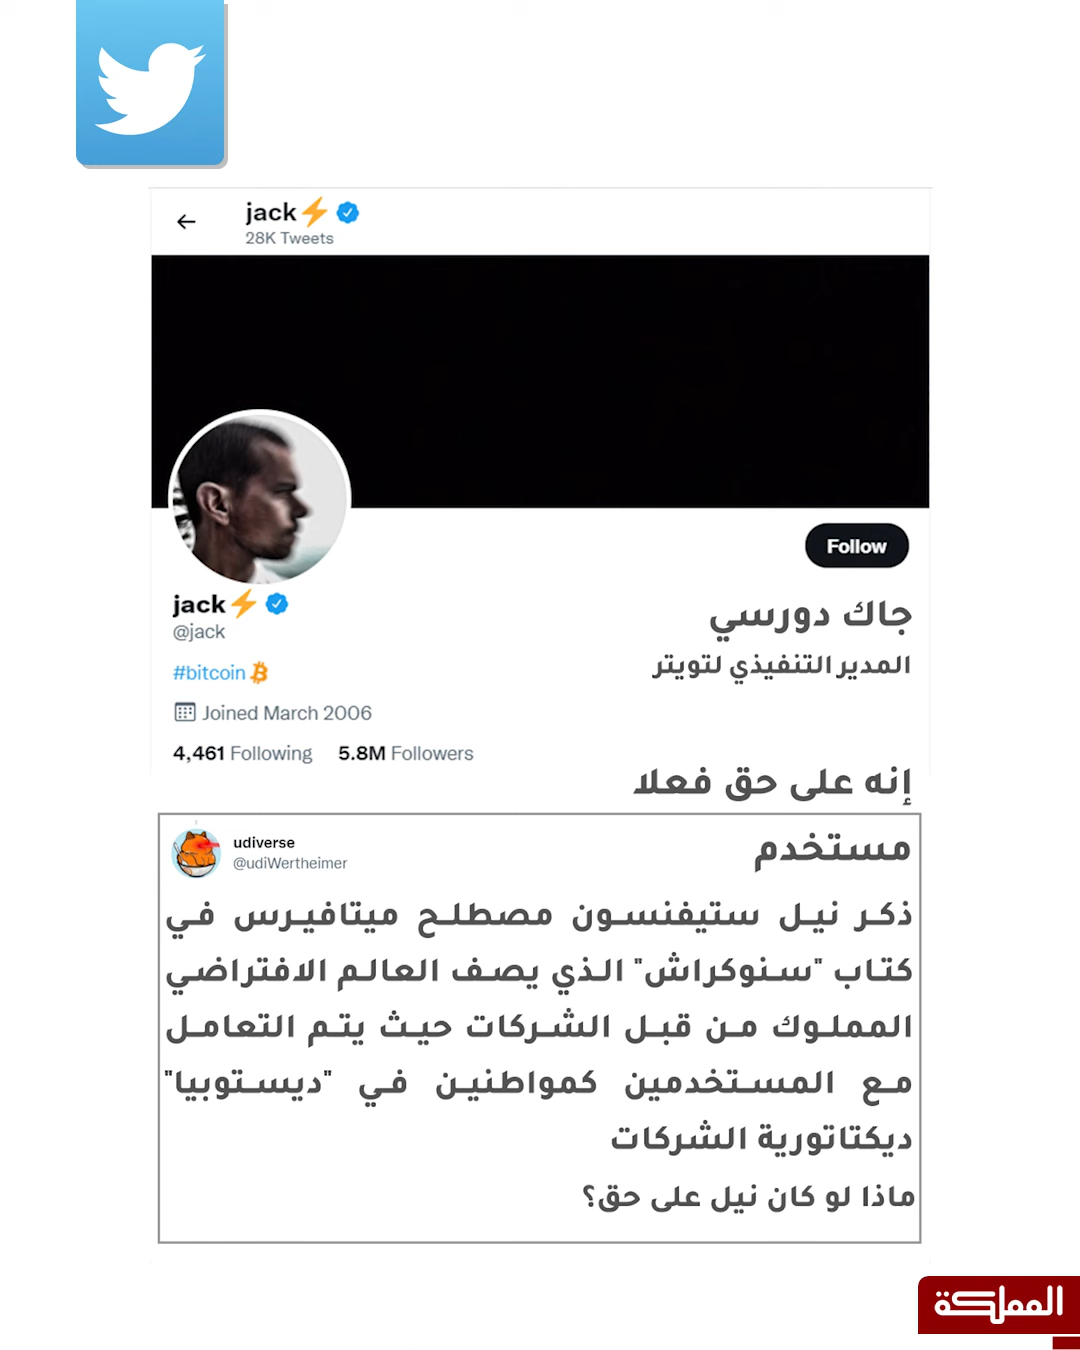 jack⚡
28K Tweets
Follow
jack⚡
@jack
جاك دورسي
المدير التنفيذي لتويتر
#bitcoin
Joined March 2006
4,461 Following 5.8M Followers
إنه على حق فعلا
udiverse
@udiWertheimer
مستخدم
ذكر نيل ستيفنسون مصطلح ميتافيرس في
كتاب "سنوكراش" الذي يصف العالم الافتراضي
المملوك من قبل الشركات حيث يتم التعامل
مع المستخدمين كمواطنين في "ديستوبيا"
ديكتاتورية الشركات
ماذا لو كان نيل على حق؟
المملكة